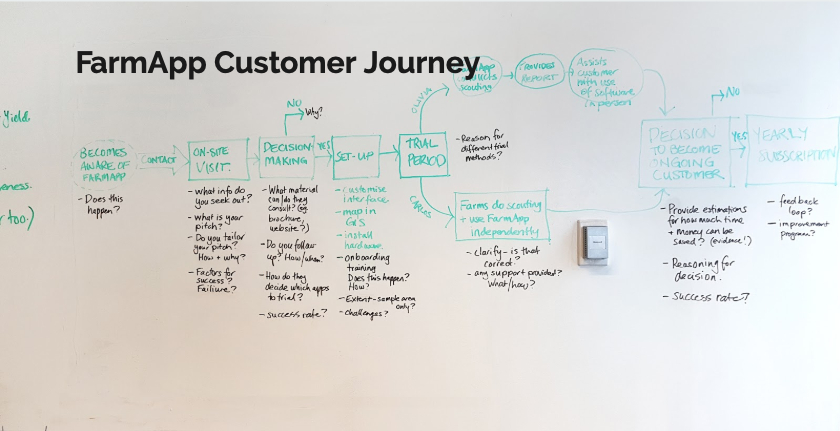 FarmApp Customer Journey
Yield.
too.)
BECOMES
AWARE OF
FARMAPP
- Does this
happen?
CONTACT
ON-SITE
VISIT.
- what info do
you seek out?
- what is your
pitch?
- Do you tailor
your pitch?
How + why?
- Factors for
success?
Failiure?
NO
Why?
DECISION
MAKING
YES
- What material
can/do they
consult? (eg
brochure,
website?)
- Do you follow
up? How/when?
- How do they
decide which apps
to trial?
- success rate?
SET-UP
- customise
interface.
- map in
GIS
- install
hardware.
- onboarding
training
Does this happen?
How?
- Extent-sample area
only?
- challenges?
TRIAL
PERIOD
- Reason for
different trial
methods?
OLIVIA
conducts
scouting
PROVIDES
REPORT
Assists
customer
with use
of software
in person
CARLOS
Farms do scouting
+ use FarmApp
independently
- clarify - is that
correct?
- any support provided?
What/how?
NO
DECISION
TO BECOME
ONGOING
CUSTOMER
YES
- Provide estimations
for how much time
+ money can be
saved? (evidence!)
- Reasoning for
decision.
- success rate?
YEARLY
SUBSCRIPTION
- feedback
loop?
- improvement
program?